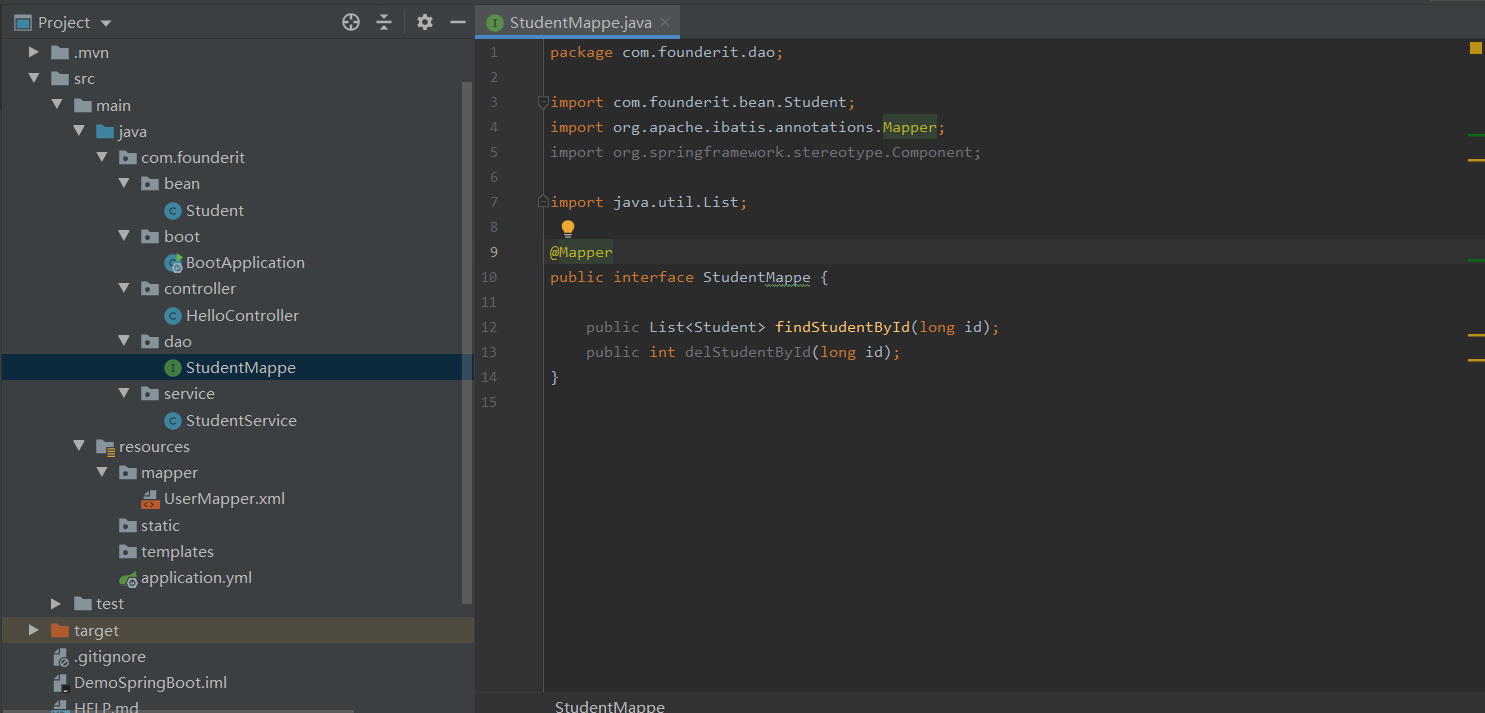 Project
.mvn
src
main
java
com.founderit
bean
Student
boot
BootApplication
controller
HelloController
dao
StudentMappe
service
StudentService
resources
mapper
UserMapper.xml
static
templates
application.yml
test
target
.gitignore
DemoSpringBoot.iml
HELP.md
StudentMappe.java
1 package com.founderit.dao;
2
3 import com.founderit.bean.Student;
4 import org.apache.ibatis.annotations.Mapper;
5 import org.springframework.stereotype.Component;
6
7 import java.util.List;
8
9 @Mapper
10 public interface StudentMappe {
11
12 public List<Student> findStudentById(long id);
13 public int delStudentById(long id);
14 }
15
StudentMappe